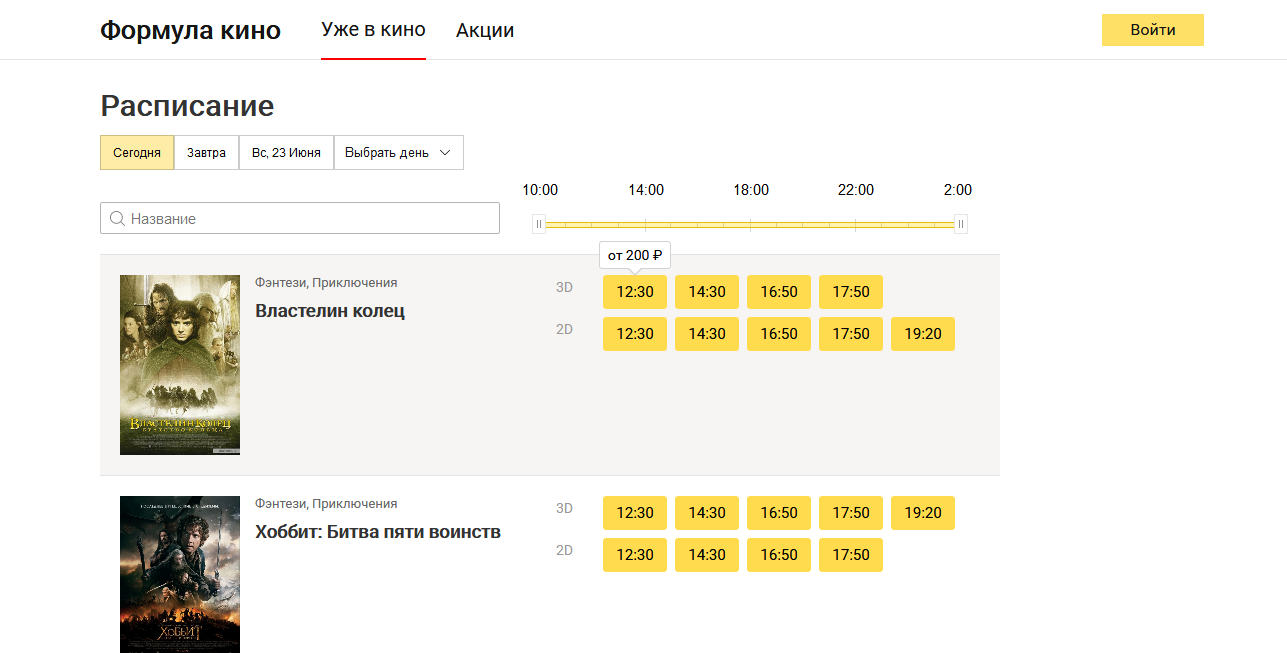 Формула кино Уже в кино Акции Войти
Расписание
Сегодня Завтра Вс, 23 Июня Выбрать день
10:00 14:00 18:00 22:00 2:00
Название
от 200 ₽
Фэнтези, Приключения
Властелин колец
3D 12:30 14:30 16:50 17:50
2D 12:30 14:30 16:50 17:50 19:20
ВЛАСТЕЛИН КОЛЕЦ
БРАТСТВО КОЛЬЦА
Фэнтези, Приключения
Хоббит: Битва пяти воинств
3D 12:30 14:30 16:50 17:50 19:20
2D 12:30 14:30 16:50 17:50
ХОББИТ